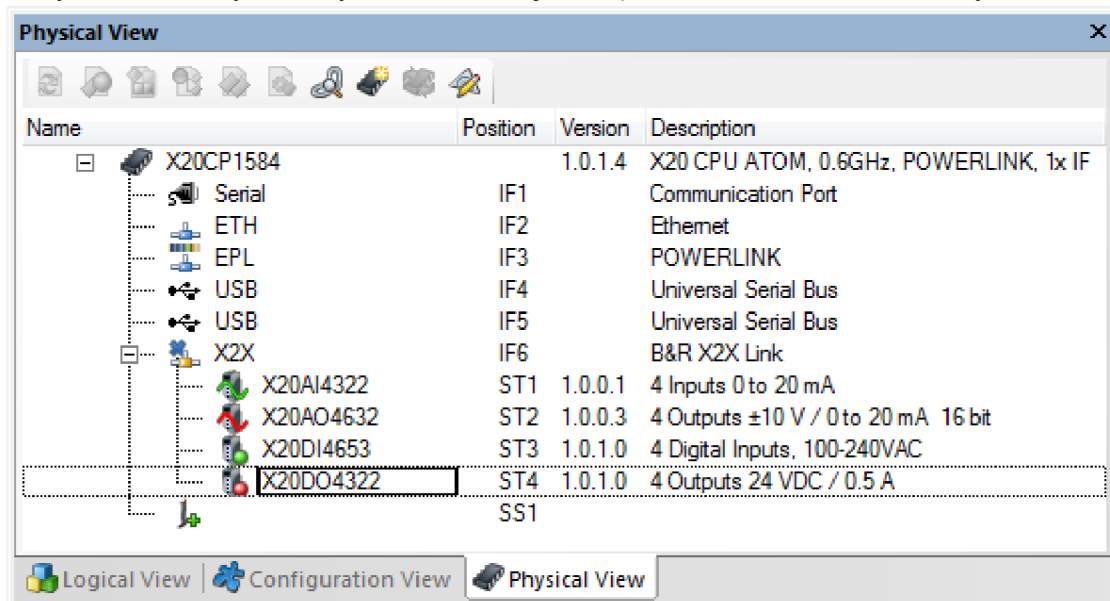 Physical View
Name Position Version Description
X20CP1584 1.0.1.4 X20 CPU ATOM, 0.6GHz, POWERLINK, 1x IF
Serial IF1 Communication Port
ETH IF2 Ethernet
EPL IF3 POWERLINK
USB IF4 Universal Serial Bus
USB IF5 Universal Serial Bus
X2X IF6 B&R X2X Link
X20AI4322 ST1 1.0.0.1 4 Inputs 0 to 20 mA
X20AO4632 ST2 1.0.0.3 4 Outputs ±10 V / 0 to 20 mA 16 bit
X20DI4653 ST3 1.0.1.0 4 Digital Inputs, 100-240VAC
X20DO4322 ST4 1.0.1.0 4 Outputs 24 VDC / 0.5 A
SS1
Logical View Configuration View Physical View